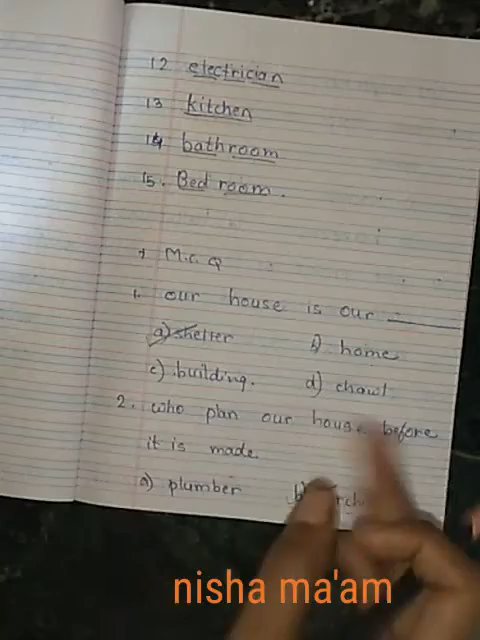 12 electrician
13 kitchen
14. bathroom
15. Bed room.
* M.C.Q
1. our house is our ______
a) shelter b) home
c) building. d) chawl
2. who plan our house before
it is made
a) plumber b)
nisha ma'am